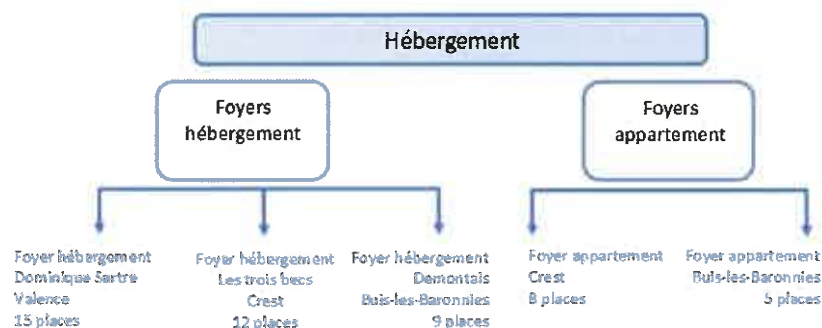 Hébergement
Foyers
hébergement
Foyers
appartement
Foyer hébergement
Dominique Sartre
Valence
15 places
Foyer hébergement
Les trois becs
Crest
12 places
Foyer hébergement
Demontais
Buis-les-Baronnies
9 places
Foyer appartement
Crest
8 places
Foyer appartement
Buis-les-Baronnies
5 places